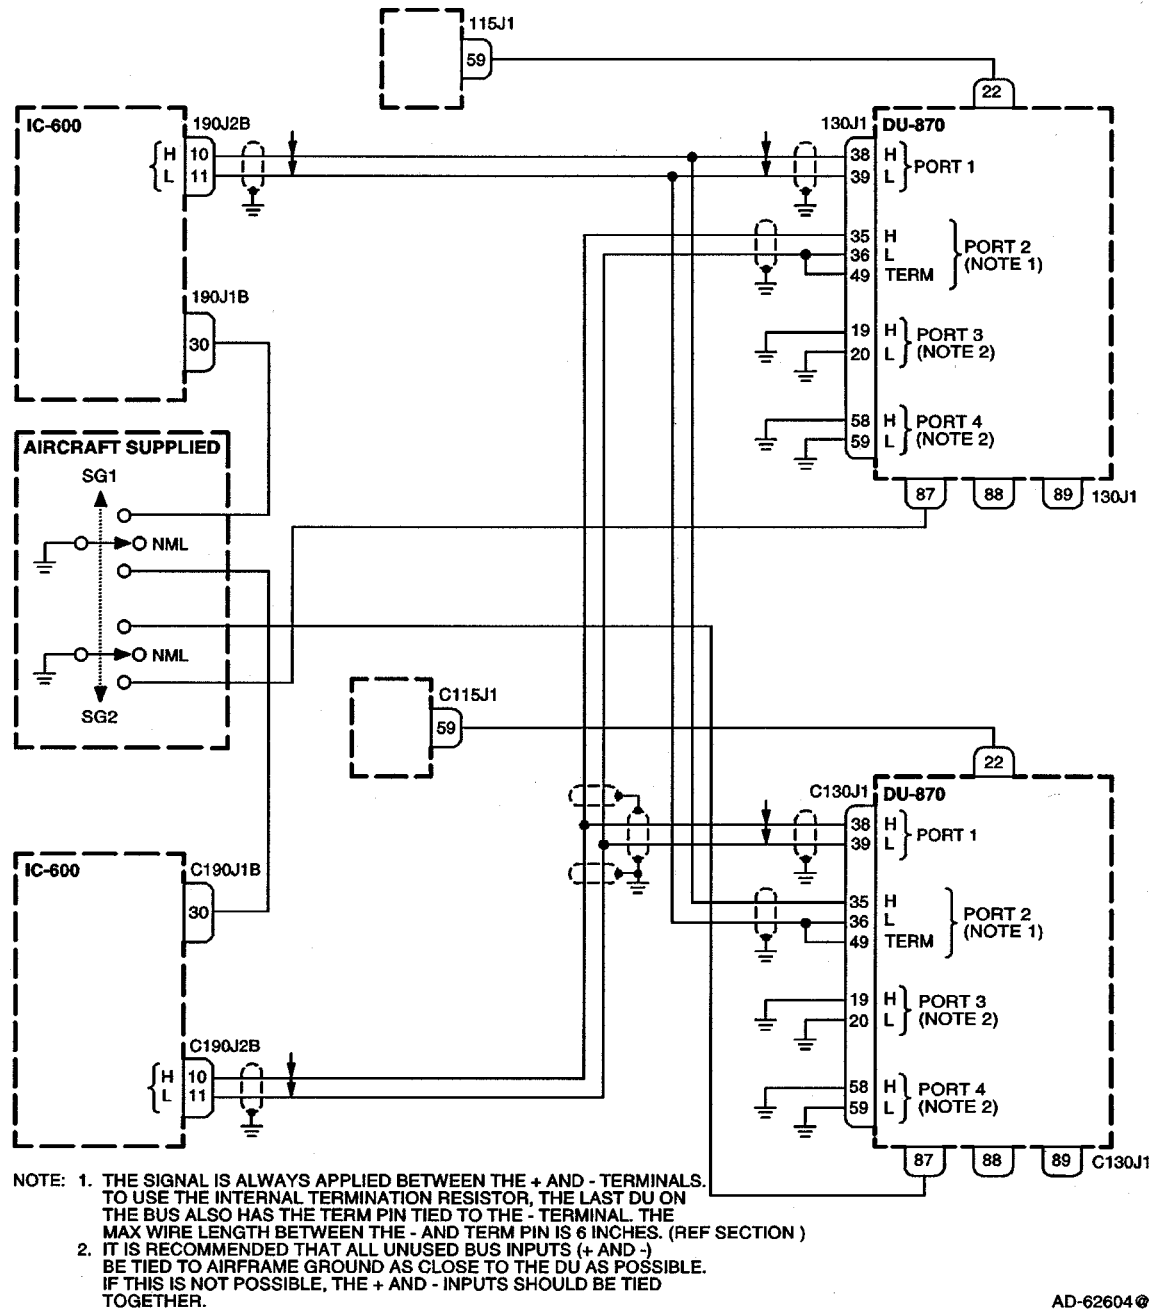 115J1
59
22
IC-600
190J2B
H 10
L 11
130J1
DU-870
38 H
39 L
PORT 1
35 H
36 L
49 TERM
PORT 2
(NOTE 1)
190J1B
30
19 H
20 L
PORT 3
(NOTE 2)
58 H
59 L
PORT 4
(NOTE 2)
87 88 89 130J1
AIRCRAFT SUPPLIED
SG1
NML
NML
SG2
C115J1
59
22
C130J1
DU-870
38 H
39 L
PORT 1
IC-600
C190J1B
30
35 H
36 L
49 TERM
PORT 2
(NOTE 1)
19 H
20 L
PORT 3
(NOTE 2)
C190J2B
H 10
L 11
58 H
59 L
PORT 4
(NOTE 2)
87 88 89 C130J1
NOTE: 1. THE SIGNAL IS ALWAYS APPLIED BETWEEN THE + AND - TERMINALS.
TO USE THE INTERNAL TERMINATION RESISTOR, THE LAST DU ON
THE BUS ALSO HAS THE TERM PIN TIED TO THE - TERMINAL. THE
MAX WIRE LENGTH BETWEEN THE - AND TERM PIN IS 6 INCHES. (REF SECTION )
2. IT IS RECOMMENDED THAT ALL UNUSED BUS INPUTS (+ AND -)
BE TIED TO AIRFRAME GROUND AS CLOSE TO THE DU AS POSSIBLE.
IF THIS IS NOT POSSIBLE, THE + AND - INPUTS SHOULD BE TIED
TOGETHER.
AD-62604@